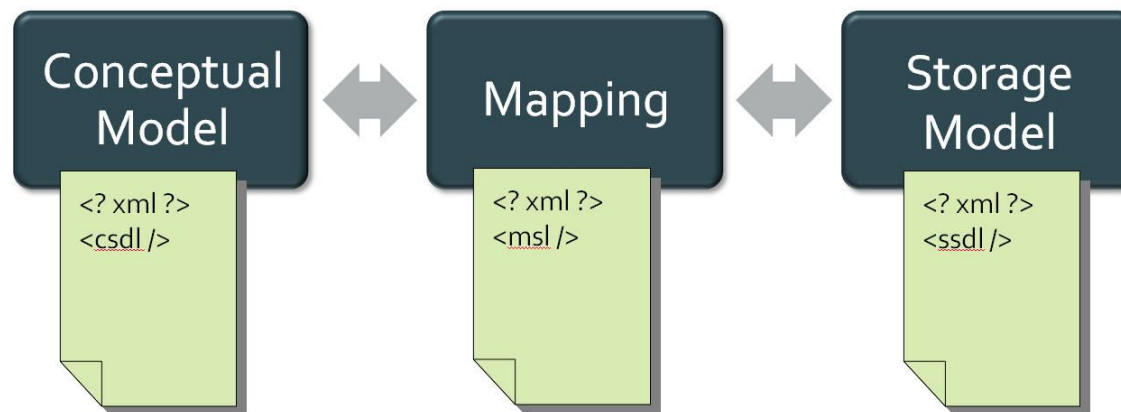 Conceptual
Model
<? xml ?>
<csdl />
Mapping
<? xml ?>
<msl />
Storage
Model
<? xml ?>
<ssdl />